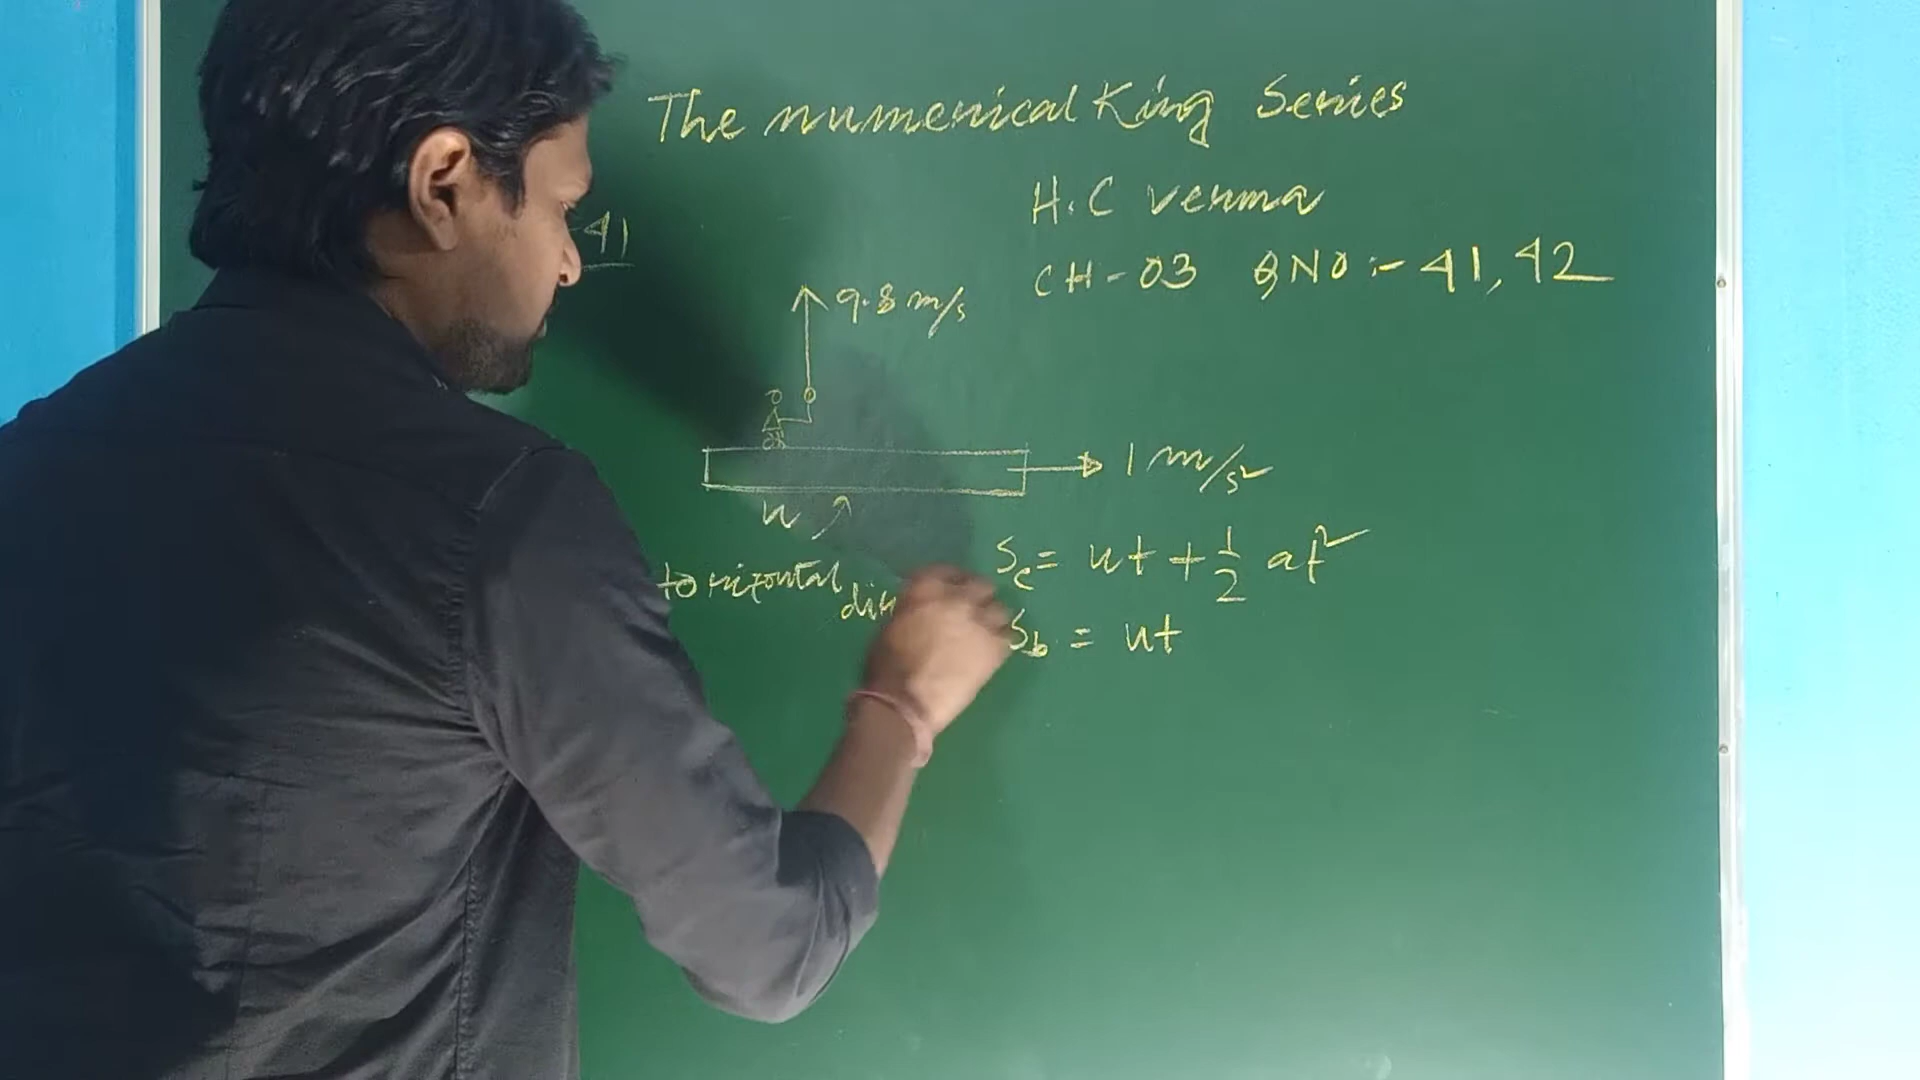 The numerical King Series
H.C verma
-41
CH-03 QNO:- 41, 42
9.8 m/s
1 m/s²
u
Sc = ut + 1/2 at²
horizontal
Sb = ut